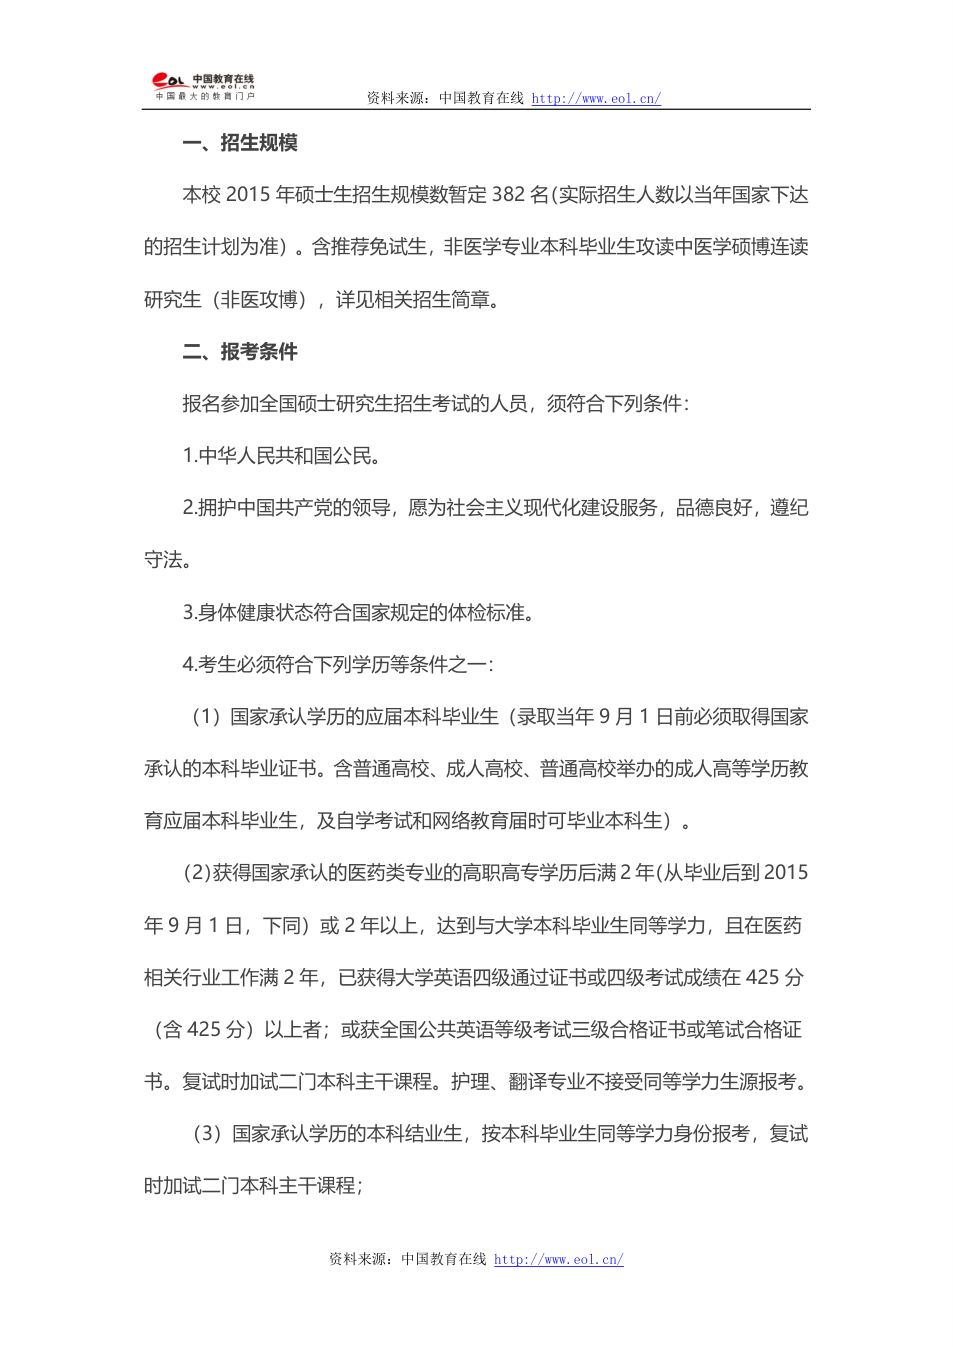 eoL 中国教育在线
www.eol.cn
中国最大的教育门户
资料来源：中国教育在线 http://www.eol.cn/
一、招生规模
本校 2015 年硕士生招生规模数暂定 382 名（实际招生人数以当年国家下达
的招生计划为准）。含推荐免试生，非医学专业本科毕业生攻读中医学硕博连读
研究生（非医攻博），详见相关招生简章。
二、报考条件
报名参加全国硕士研究生招生考试的人员，须符合下列条件：
1.中华人民共和国公民。
2.拥护中国共产党的领导，愿为社会主义现代化建设服务，品德良好，遵纪
守法。
3.身体健康状态符合国家规定的体检标准。
4.考生必须符合下列学历等条件之一：
（1）国家承认学历的应届本科毕业生（录取当年 9 月 1 日前必须取得国家
承认的本科毕业证书。含普通高校、成人高校、普通高校举办的成人高等学历教
育应届本科毕业生，及自学考试和网络教育届时可毕业本科生）。
（2）获得国家承认的医药类专业的高职高专学历后满 2 年（从毕业后到 2015
年 9 月 1 日，下同）或 2 年以上，达到与大学本科毕业生同等学力，且在医药
相关行业工作满 2 年，已获得大学英语四级通过证书或四级考试成绩在 425 分
（含 425 分）以上者；或获全国公共英语等级考试三级合格证书或笔试合格证
书。复试时加试二门本科主干课程。护理、翻译专业不接受同等学力生源报考。
（3）国家承认学历的本科结业生，按本科毕业生同等学力身份报考，复试
时加试二门本科主干课程；
资料来源：中国教育在线 http://www.eol.cn/